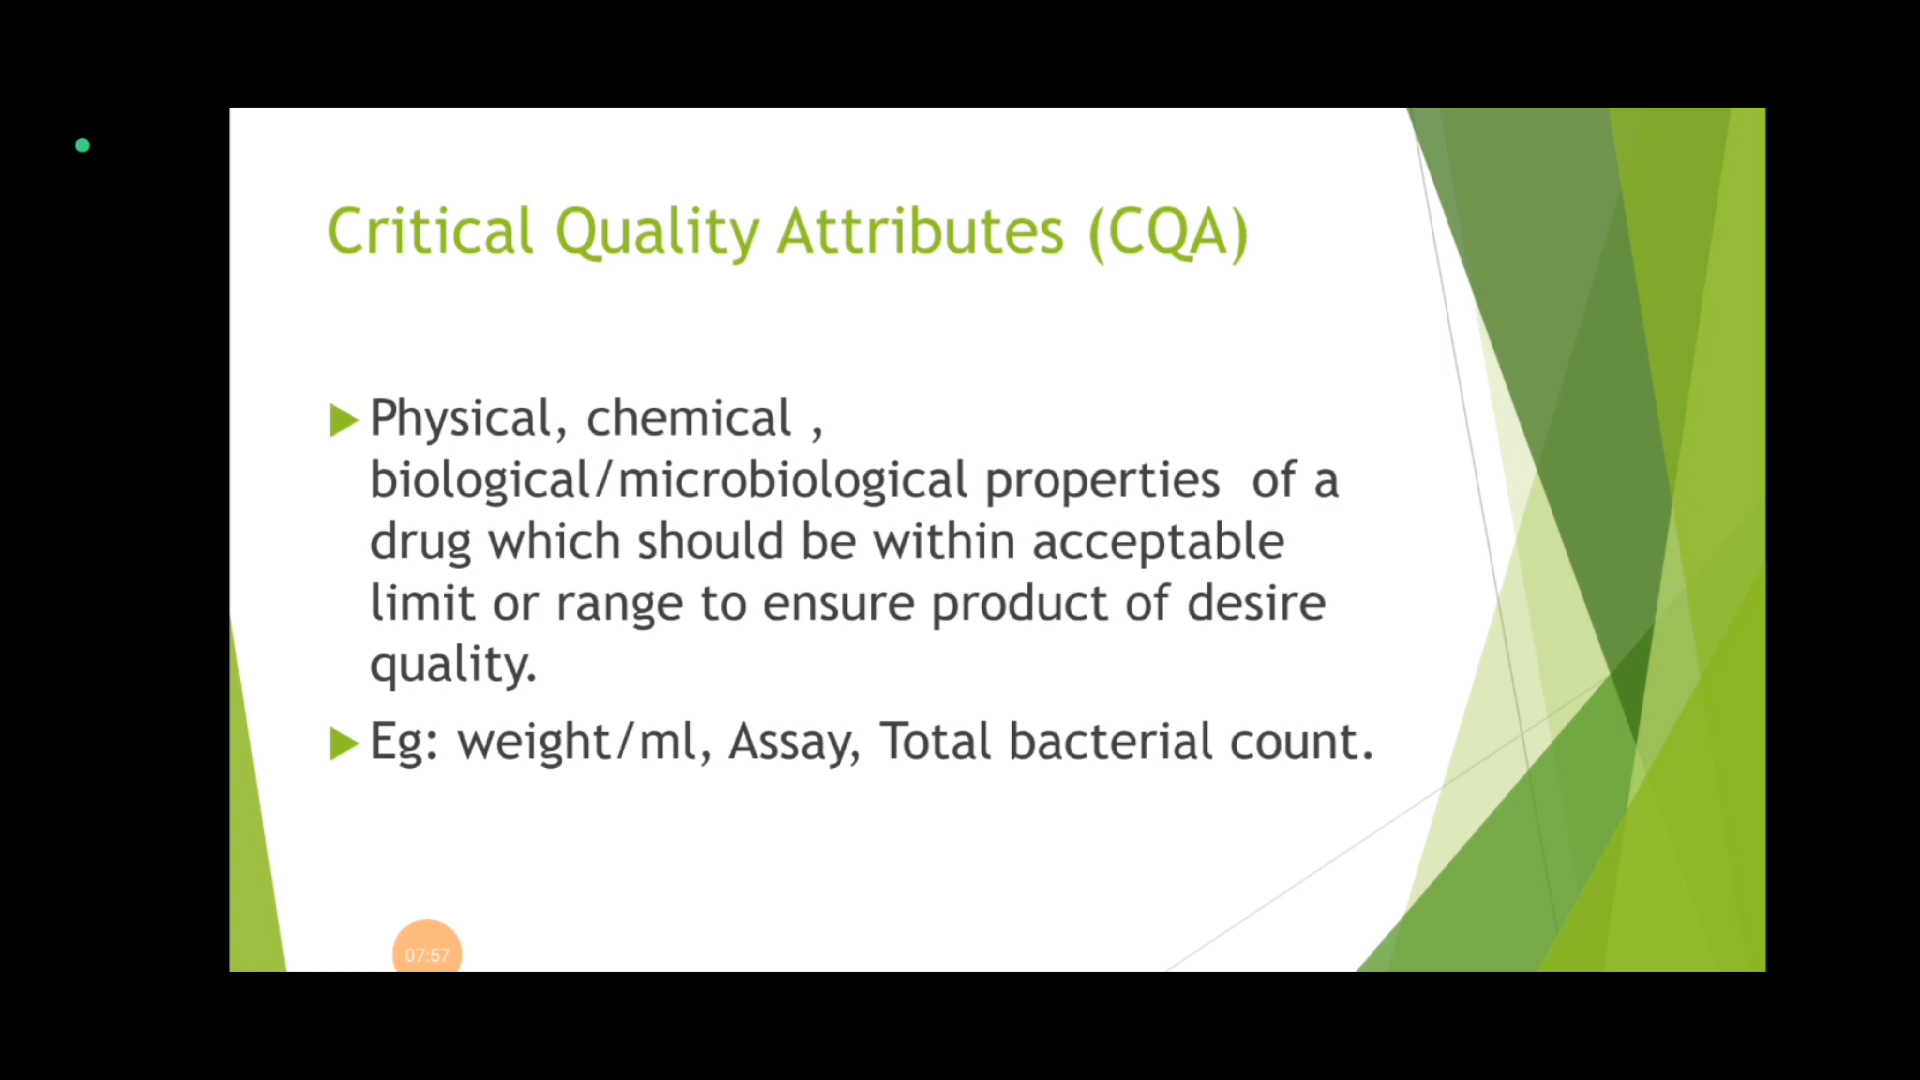 Critical Quality Attributes (CQA)
Physical, chemical ,
biological/microbiological properties  of a
drug which should be within acceptable
limit or range to ensure product of desire
quality.
Eg: weight/ml, Assay, Total bacterial count.
07:57